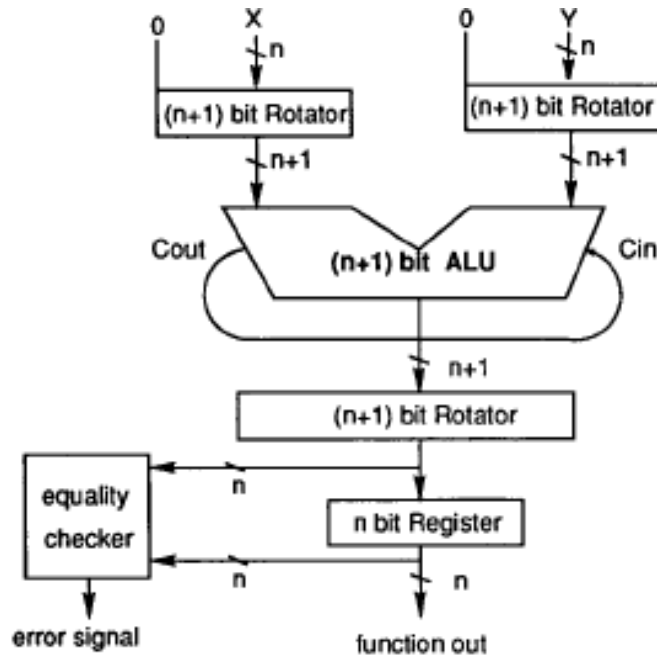 0 X 0 Y
n n
(n+1) bit Rotator (n+1) bit Rotator
n+1 n+1
Cout (n+1) bit ALU Cin
n+1
(n+1) bit Rotator
n
equality
checker
n bit Register
n n
error signal function out